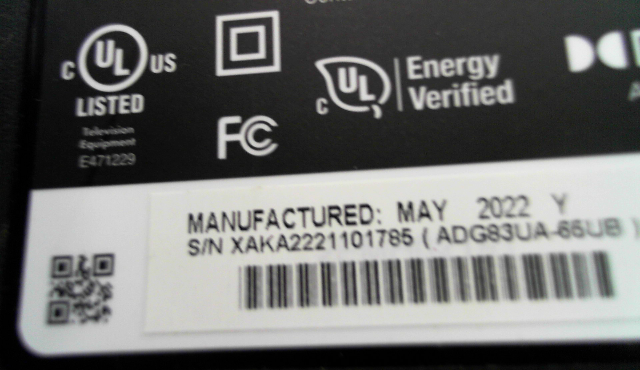 c UL US
LISTED
Television
Equipment
E471229
FC
c UL Energy
Verified
MANUFACTURED: MAY 2022 Y
S/N XAKA2221101785 ( ADG83UA-66UB )